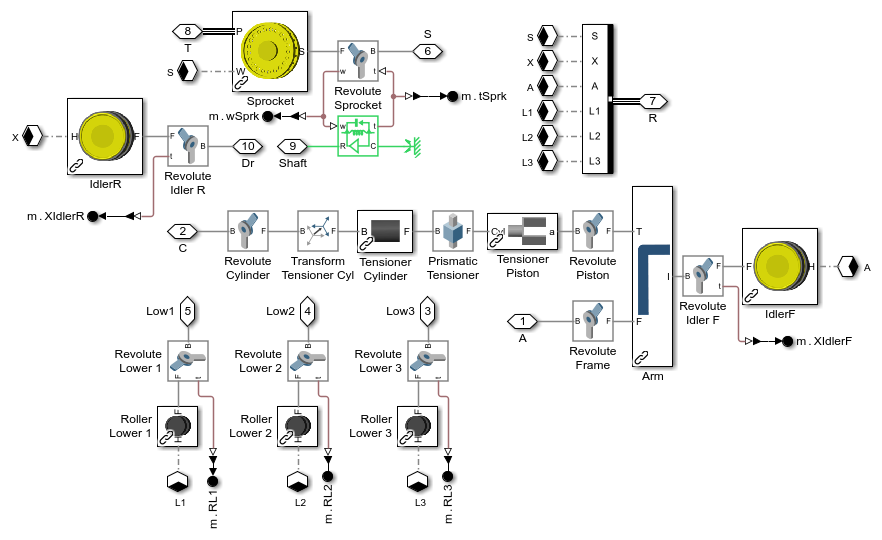 8
T
P
S
W
Sprocket
F
B
w
t
Revolute
Sprocket
S
6
m.wSprk
m.tSprk
w
t
R
C
9
Shaft
S
X
A
L1
L2
L3
S
X
A
L1
L2
L3
7
R
X
H
F
IdlerR
F
B
t
Revolute
Idler R
10
Dr
m.XIdlerR
2
C
B
F
Revolute
Cylinder
B
F
Transform
Tensioner Cyl
B
F
Tensioner
Cylinder
B
F
Prismatic
Tensioner
Cyl
a
Tensioner
Piston
B
F
Revolute
Piston
T
I
F
Arm
B
F
t
Revolute
Idler F
F
H
IdlerF
A
m.XIdlerF
1
A
B
F
Revolute
Frame
Low1
5
Revolute
Lower 1
B
F
t
Roller
Lower 1
F
H
L1
m.RL1
Low2
4
Revolute
Lower 2
B
F
t
Roller
Lower 2
F
H
L2
m.RL2
Low3
3
Revolute
Lower 3
B
F
t
Roller
Lower 3
F
H
L3
m.RL3
S